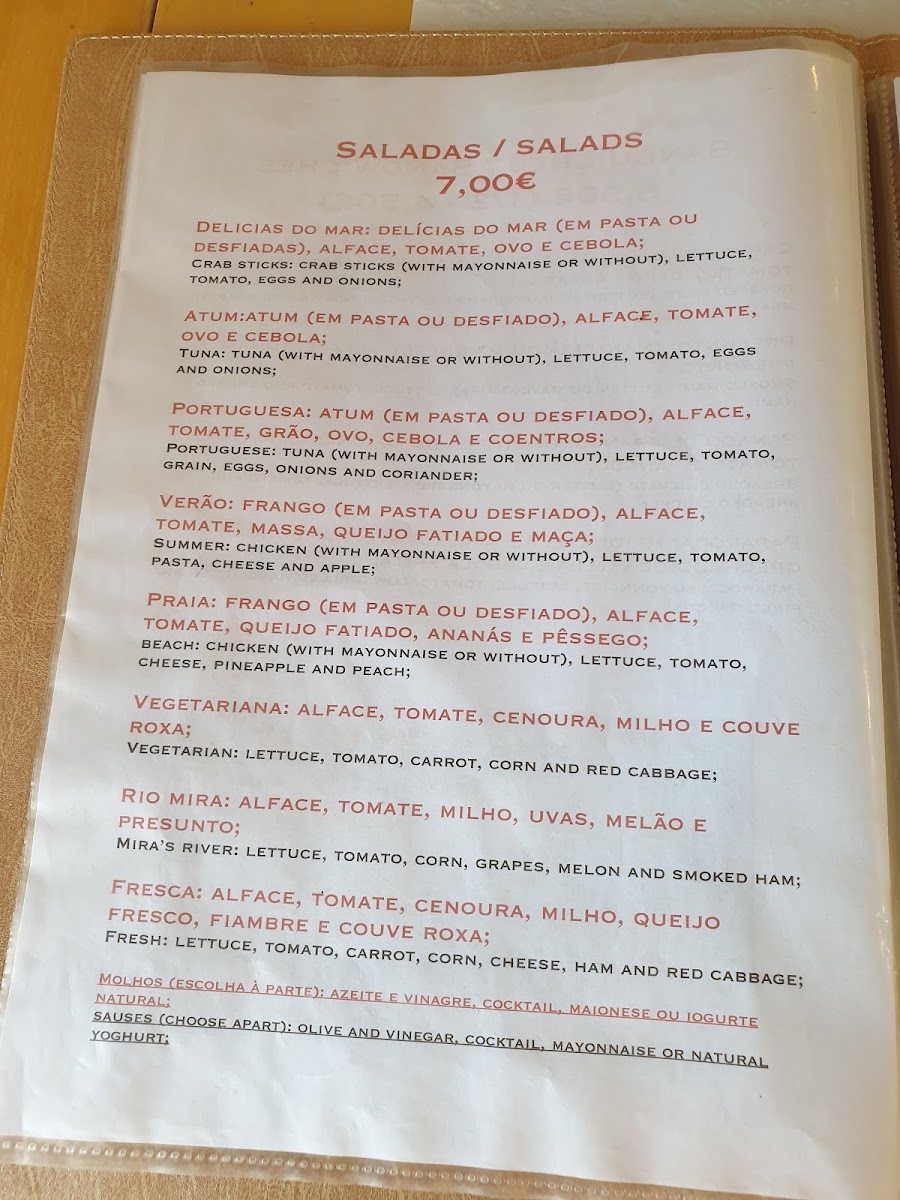 SALADAS / SALADS
7,00€
DELICIAS DO MAR: DELÍCIAS DO MAR (EM PASTA OU
DESFIADAS), ALFACE, TOMATE, OVO E CEBOLA;
CRAB STICKS: CRAB STICKS (WITH MAYONNAISE OR WITHOUT), LETTUCE,
TOMATO, EGGS AND ONIONS;
ATUM:ATUM (EM PASTA OU DESFIADO), ALFACE, TOMATE,
OVO E CEBOLA;
TUNA: TUNA (WITH MAYONNAISE OR WITHOUT), LETTUCE, TOMATO, EGGS
AND ONIONS;
PORTUGUESA: ATUM (EM PASTA OU DESFIADO), ALFACE,
TOMATE, GRÃO, OVO, CEBOLA E COENTROS;
PORTUGUESE: TUNA (WITH MAYONNAISE OR WITHOUT), LETTUCE, TOMATO,
GRAIN, EGGS, ONIONS AND CORIANDER;
VERÃO: FRANGO (EM PASTA OU DESFIADO), ALFACE,
TOMATE, MASSA, QUEIJO FATIADO E MAÇA;
SUMMER: CHICKEN (WITH MAYONNAISE OR WITHOUT), LETTUCE, TOMATO,
PASTA, CHEESE AND APPLE;
PRAIA: FRANGO (EM PASTA OU DESFIADO), ALFACE,
TOMATE, QUEIJO FATIADO, ANANÁS E PÊSSEGO;
BEACH: CHICKEN (WITH MAYONNAISE OR WITHOUT), LETTUCE, TOMATO,
CHEESE, PINEAPPLE AND PEACH;
VEGETARIANA: ALFACE, TOMATE, CENOURA, MILHO E COUVE
ROXA;
VEGETARIAN: LETTUCE, TOMATO, CARROT, CORN AND RED CABBAGE;
RIO MIRA: ALFACE, TOMATE, MILHO, UVAS, MELÃO E
PRESUNTO;
MIRA'S RIVER: LETTUCE, TOMATO, CORN, GRAPES, MELON AND SMOKED HAM;
FRESCA: ALFACE, TOMATE, CENOURA, MILHO, QUEIJO
FRESCO, FIAMBRE E COUVE ROXA;
FRESH: LETTUCE, TOMATO, CARROT, CORN, CHEESE, HAM AND RED CABBAGE;
MOLHOS (ESCOLHA À PARTE): AZEITE E VINAGRE, COCKTAIL, MAIONESE OU IOGURTE
NATURAL;
SAUSES (CHOOSE APART): OLIVE AND VINEGAR, COCKTAIL, MAYONNAISE OR NATURAL
YOGHURT;